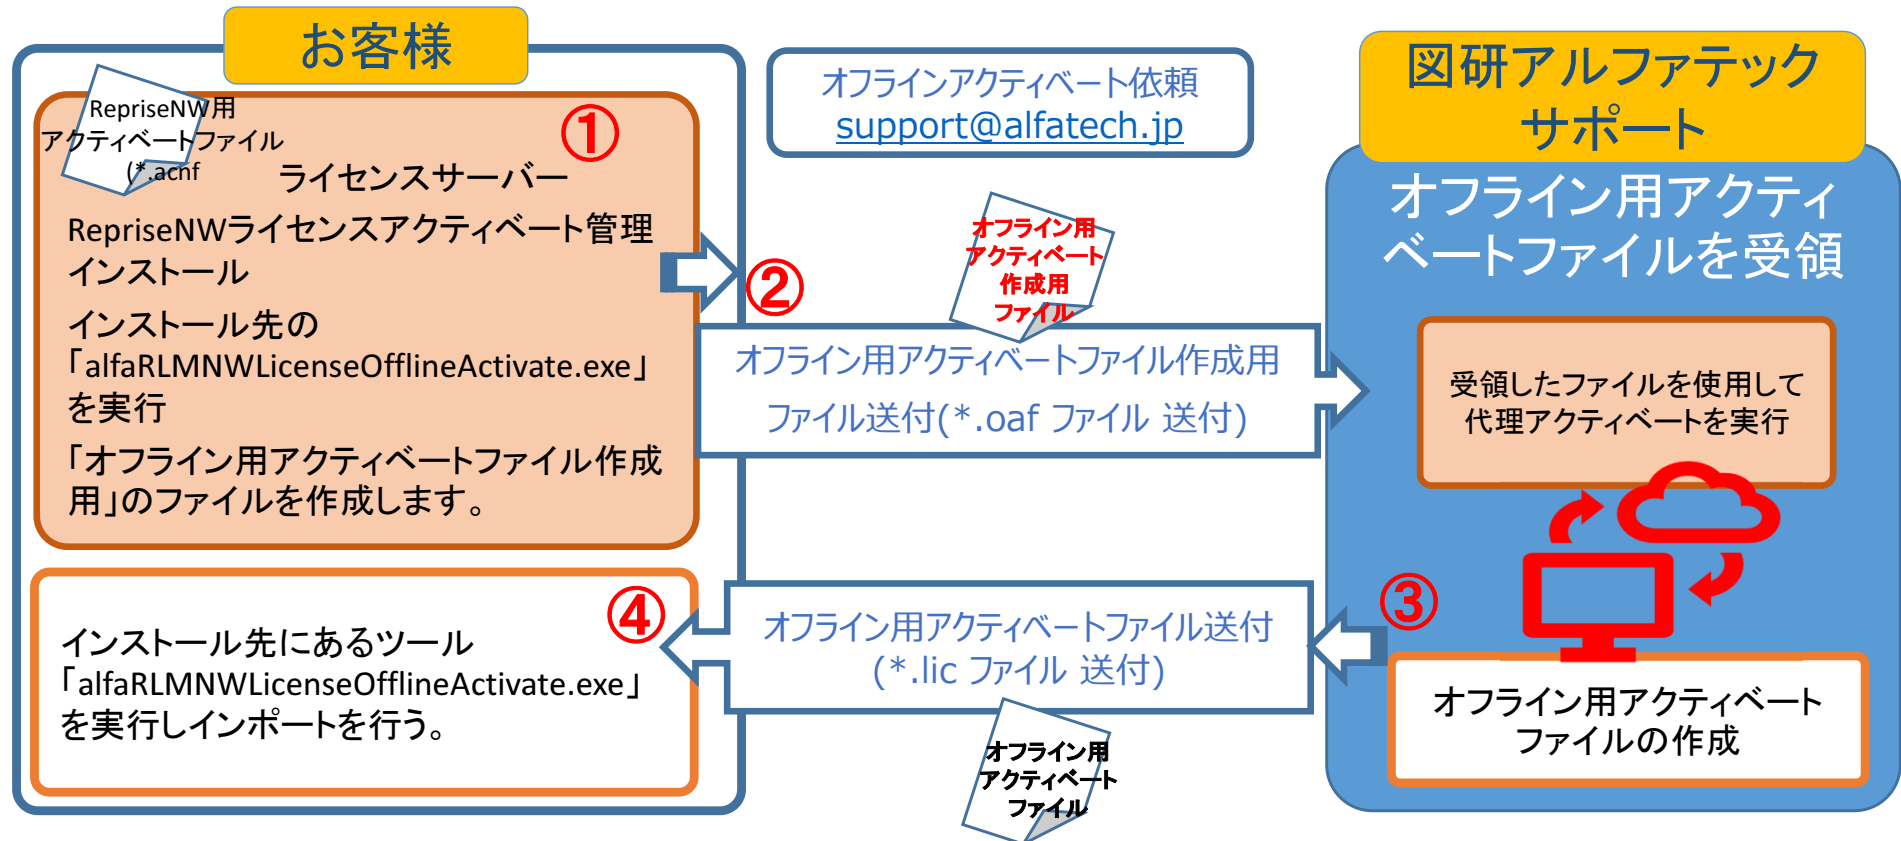 お客様
RepriseNW用
アクティベートファイル
(*.acnf
①
ライセンスサーバー
RepriseNWライセンスアクティベート管理
インストール
インストール先の
「alfaRLMNWLicenseOfflineActivate.exe」
を実行
「オフライン用アクティベートファイル作成
用」のファイルを作成します。
オフラインアクティベート依頼
support@alfatech.jp
②
オフライン用
アクティベート
作成用
ファイル
オフライン用アクティベートファイル作成用
ファイル送付(*.oaf ファイル 送付)
図研アルファテック
サポート
オフライン用アクティ
ベートファイルを受領
受領したファイルを使用して
代理アクティベートを実行
③
オフライン用アクティベート
ファイルの作成
オフライン用アクティベートファイル送付
(*.lic ファイル 送付)
オフライン用
アクティベート
ファイル
④
インストール先にあるツール
「alfaRLMNWLicenseOfflineActivate.exe」
を実行しインポートを行う。